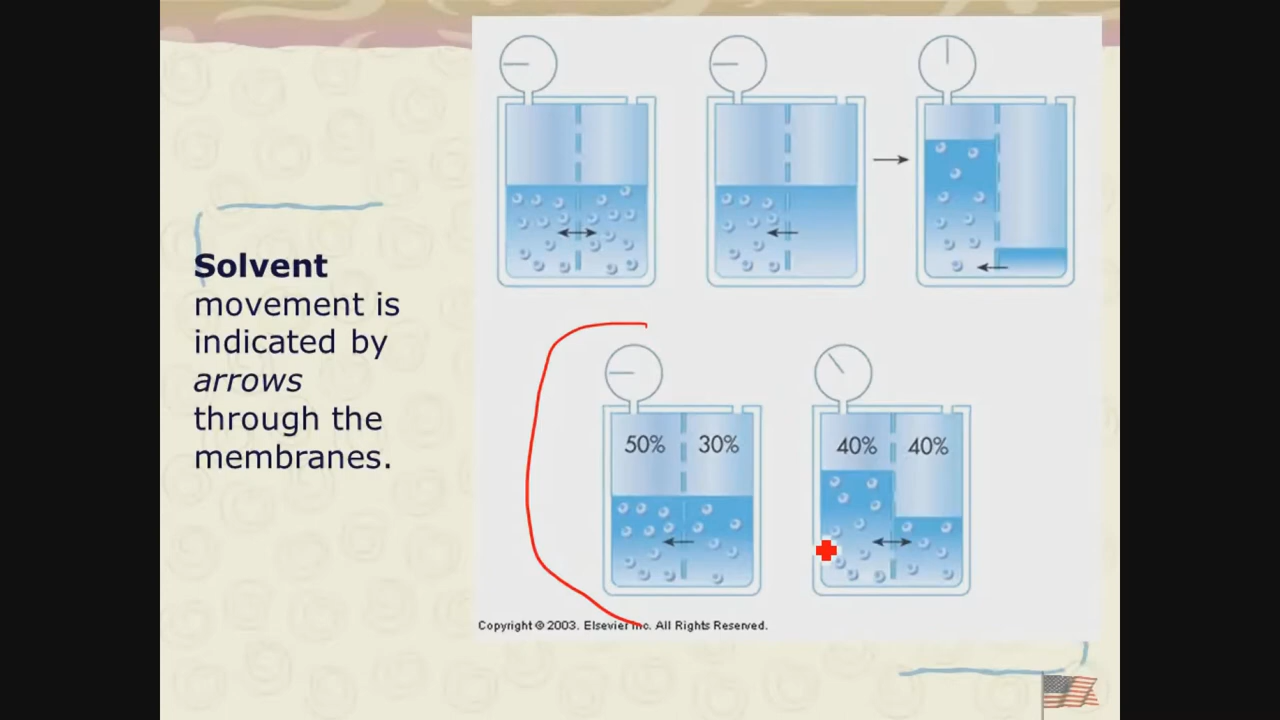 Solvent
movement is
indicated by
arrows
through the
membranes.
50% 30%
40% 40%
Copyright © 2003. Elsevier Inc. All Rights Reserved.